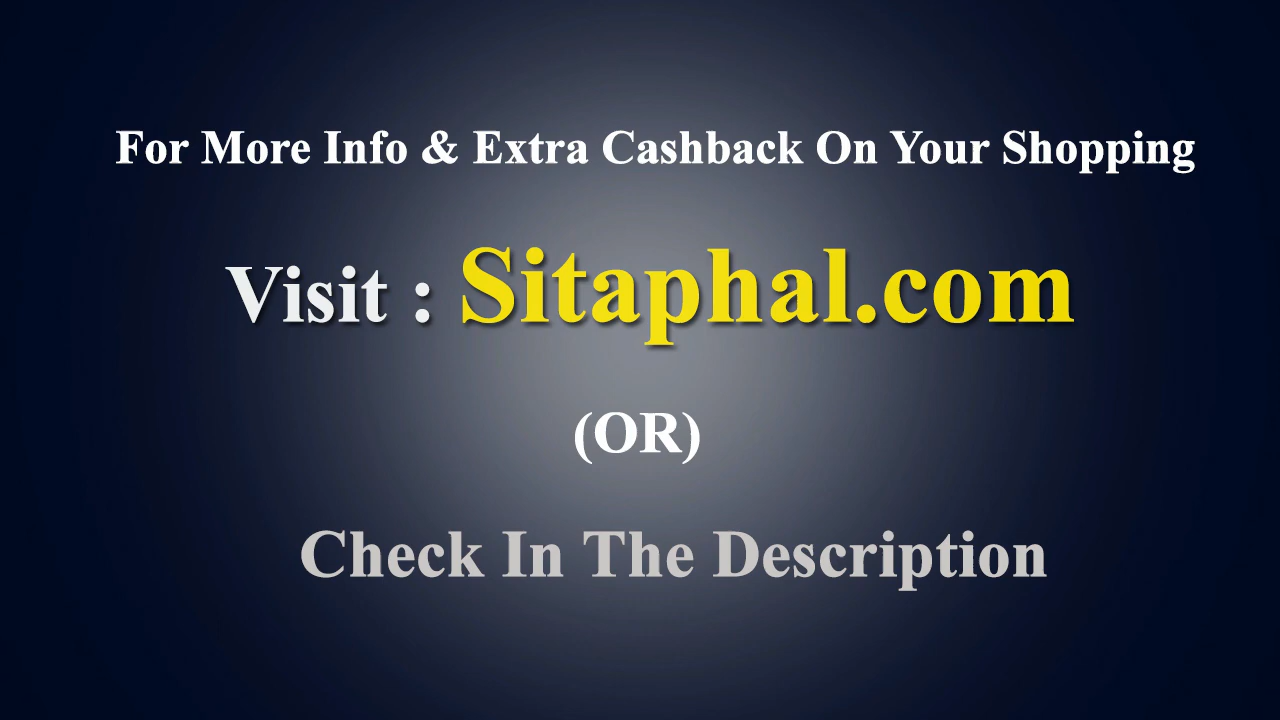 For More Info & Extra Cashback On Your Shopping
Visit : Sitaphal.com
(OR)
Check In The Description